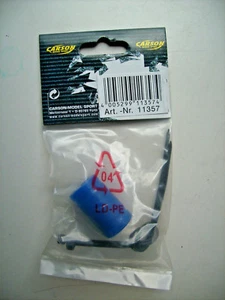 CARSON
CARSON
CARSON/MODEL SPORT
4 005299 113574
Art.-Nr. 11357
04
LD-PE